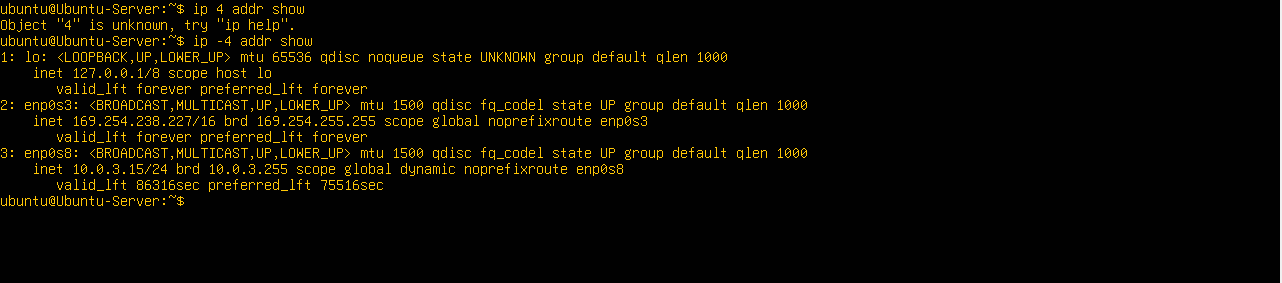 ubuntu@Ubuntu-Server:~$ ip 4 addr show
Object "4" is unknown, try "ip help".
ubuntu@Ubuntu-Server:~$ ip -4 addr show
1: lo: <LOOPBACK,UP,LOWER_UP> mtu 65536 qdisc noqueue state UNKNOWN group default qlen 1000
    inet 127.0.0.1/8 scope host lo
       valid_lft forever preferred_lft forever
2: enp0s3: <BROADCAST,MULTICAST,UP,LOWER_UP> mtu 1500 qdisc fq_codel state UP group default qlen 1000
    inet 169.254.238.227/16 brd 169.254.255.255 scope global noprefixroute enp0s3
       valid_lft forever preferred_lft forever
3: enp0s8: <BROADCAST,MULTICAST,UP,LOWER_UP> mtu 1500 qdisc fq_codel state UP group default qlen 1000
    inet 10.0.3.15/24 brd 10.0.3.255 scope global dynamic noprefixroute enp0s8
       valid_lft 86316sec preferred_lft 75516sec
ubuntu@Ubuntu-Server:~$